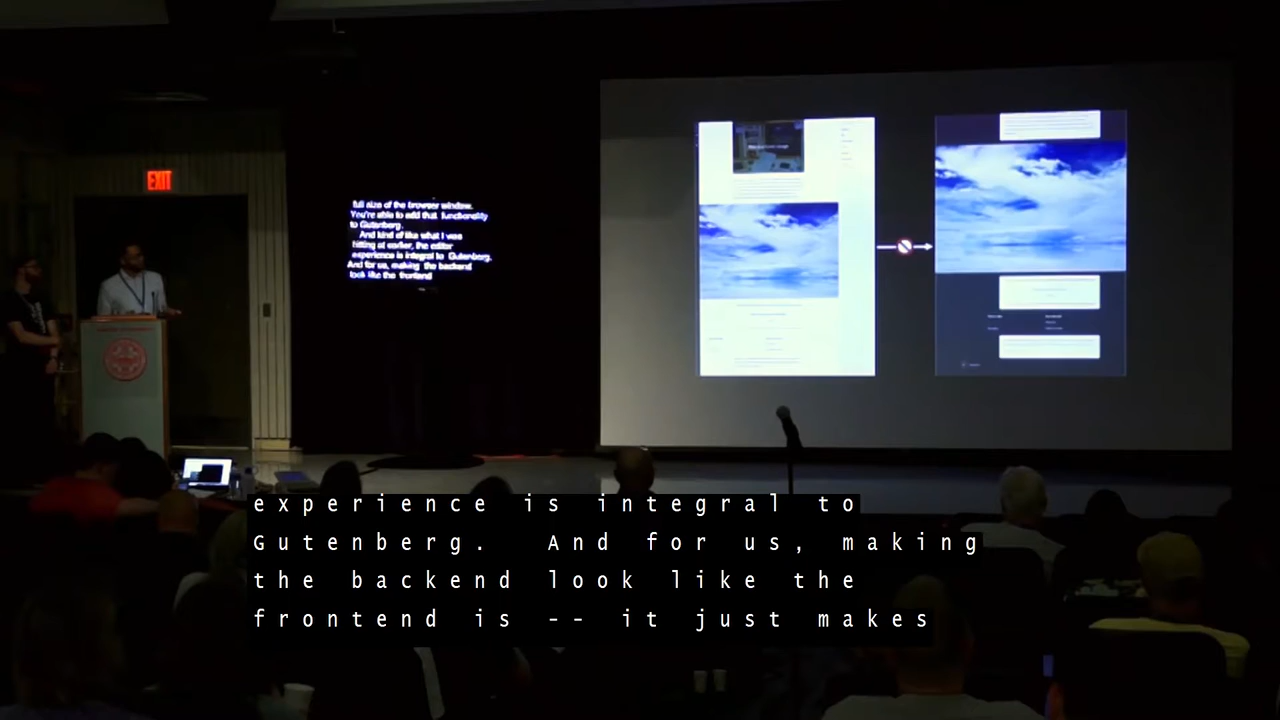 EXIT
full size of the browser window.
You're able to add that functionality
to Gutenberg.
And kind of like what I was
hitting at earlier, the editor
experience is integral to Gutenberg.
And for us, making the backend
look like the frontend
experience is integral to
Gutenberg. And for us, making
the backend look like the
frontend is -- it just makes